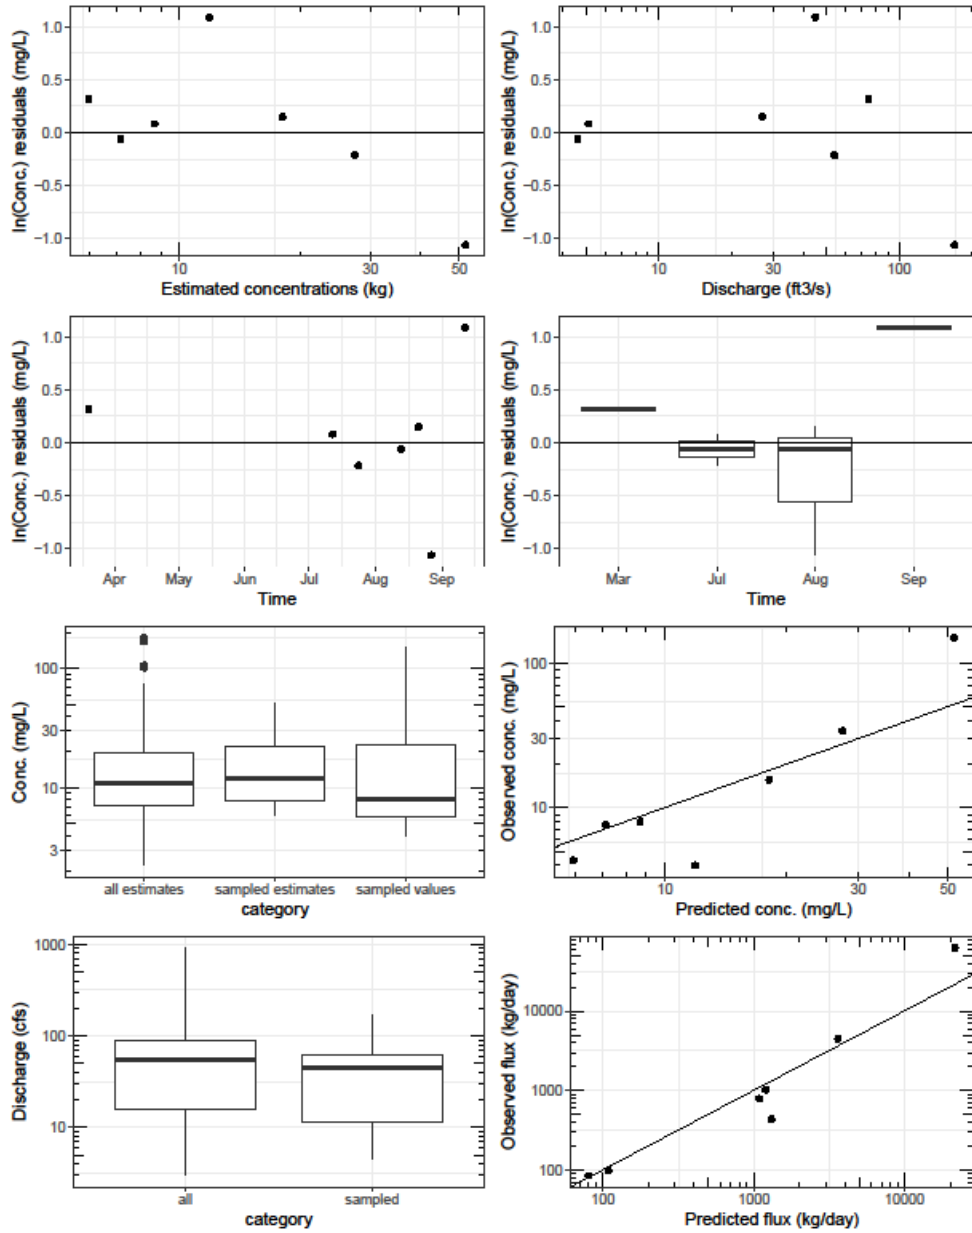 ln(Conc.) residuals (mg/L)
1.0
0.5
0.0
−0.5
−1.0
10
30
50
Estimated concentrations (kg)
ln(Conc.) residuals (mg/L)
1.0
0.5
0.0
−0.5
−1.0
10
30
100
Discharge (ft3/s)
ln(Conc.) residuals (mg/L)
1.0
0.5
0.0
−0.5
−1.0
Apr
May
Jun
Jul
Aug
Sep
Time
ln(Conc.) residuals (mg/L)
1.0
0.5
0.0
−0.5
−1.0
Mar
Jul
Aug
Sep
Time
Conc. (mg/L)
100
30
10
3
all estimates
sampled estimates
sampled values
category
Observed conc. (mg/L)
100
30
10
10
30
50
Predicted conc. (mg/L)
Discharge (cfs)
1000
100
10
all
sampled
category
Observed flux (kg/day)
10000
1000
100
100
1000
10000
Predicted flux (kg/day)